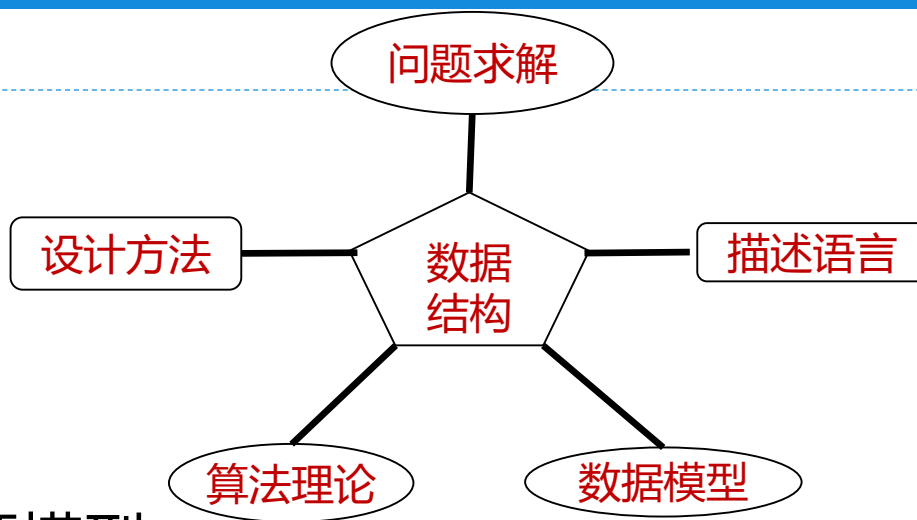 问题求解
设计方法
数据
结构
描述语言
算法理论
数据模型